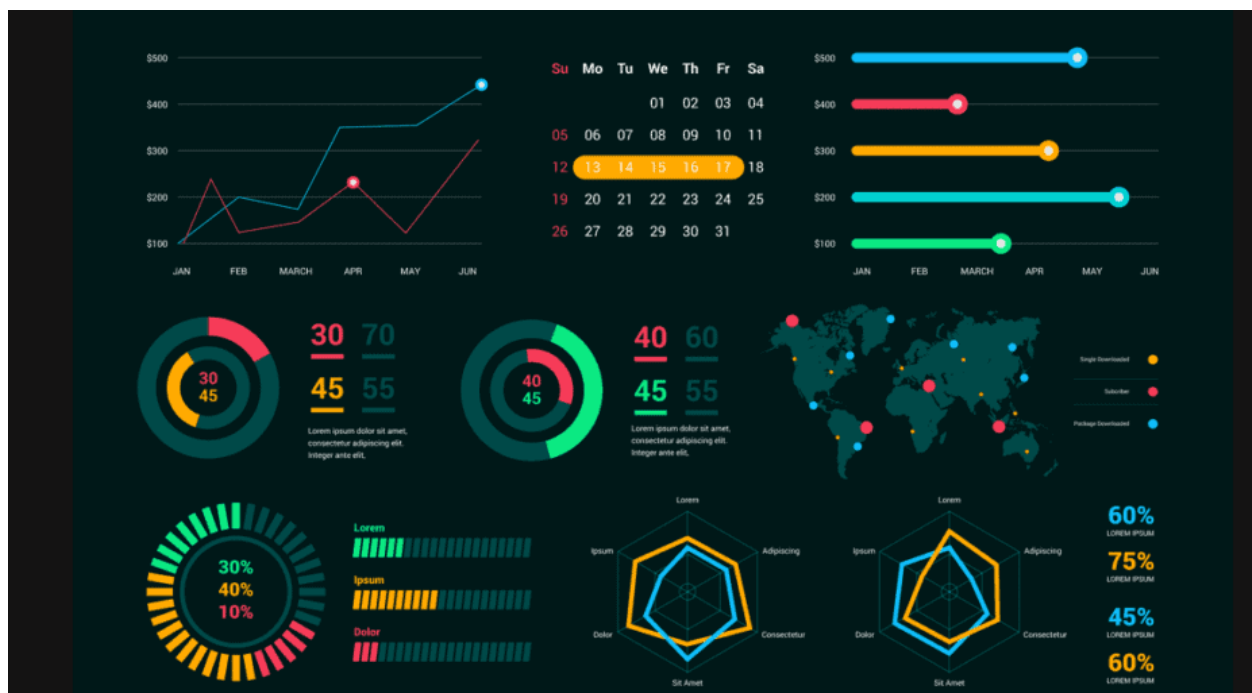 $500
$400
$300
$200
$100
JAN FEB MARCH APR MAY JUN
Su Mo Tu We Th Fr Sa
01 02 03 04
05 06 07 08 09 10 11
12 13 14 15 16 17 18
19 20 21 22 23 24 25
26 27 28 29 30 31
$500
$400
$300
$200
$100
JAN FEB MARCH APR MAY JUN
30
45
30 70
45 55
Lorem ipsum dolor sit amet,
consectetur adipiscing elit.
Integer ante elit,
40
45
40 60
45 55
Lorem ipsum dolor sit amet,
consectetur adipiscing elit.
Integer ante elit,
Single Downloaded
Subcriber
Package Downloaded
30%
40%
10%
Lorem
Ipsum
Dolor
Lorem
Ipsum Adipiscing
Dolor Consectetur
Sit Amet
Lorem
Ipsum Adipiscing
Dolor Consectetur
Sit Amet
60%
LOREM IPSUM
75%
LOREM IPSUM
45%
LOREM IPSUM
60%
LOREM IPSUM